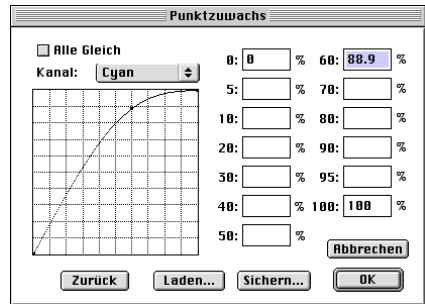 Punktzuwachs
Alle Gleich
Kanal: Cyan
0: 0 % 60: 88.9 %
5: % 70: %
10: % 80: %
20: % 90: %
30: % 95: %
40: % 100: 100 %
50: %
Abbrechen
Zurück Laden... Sichern... OK